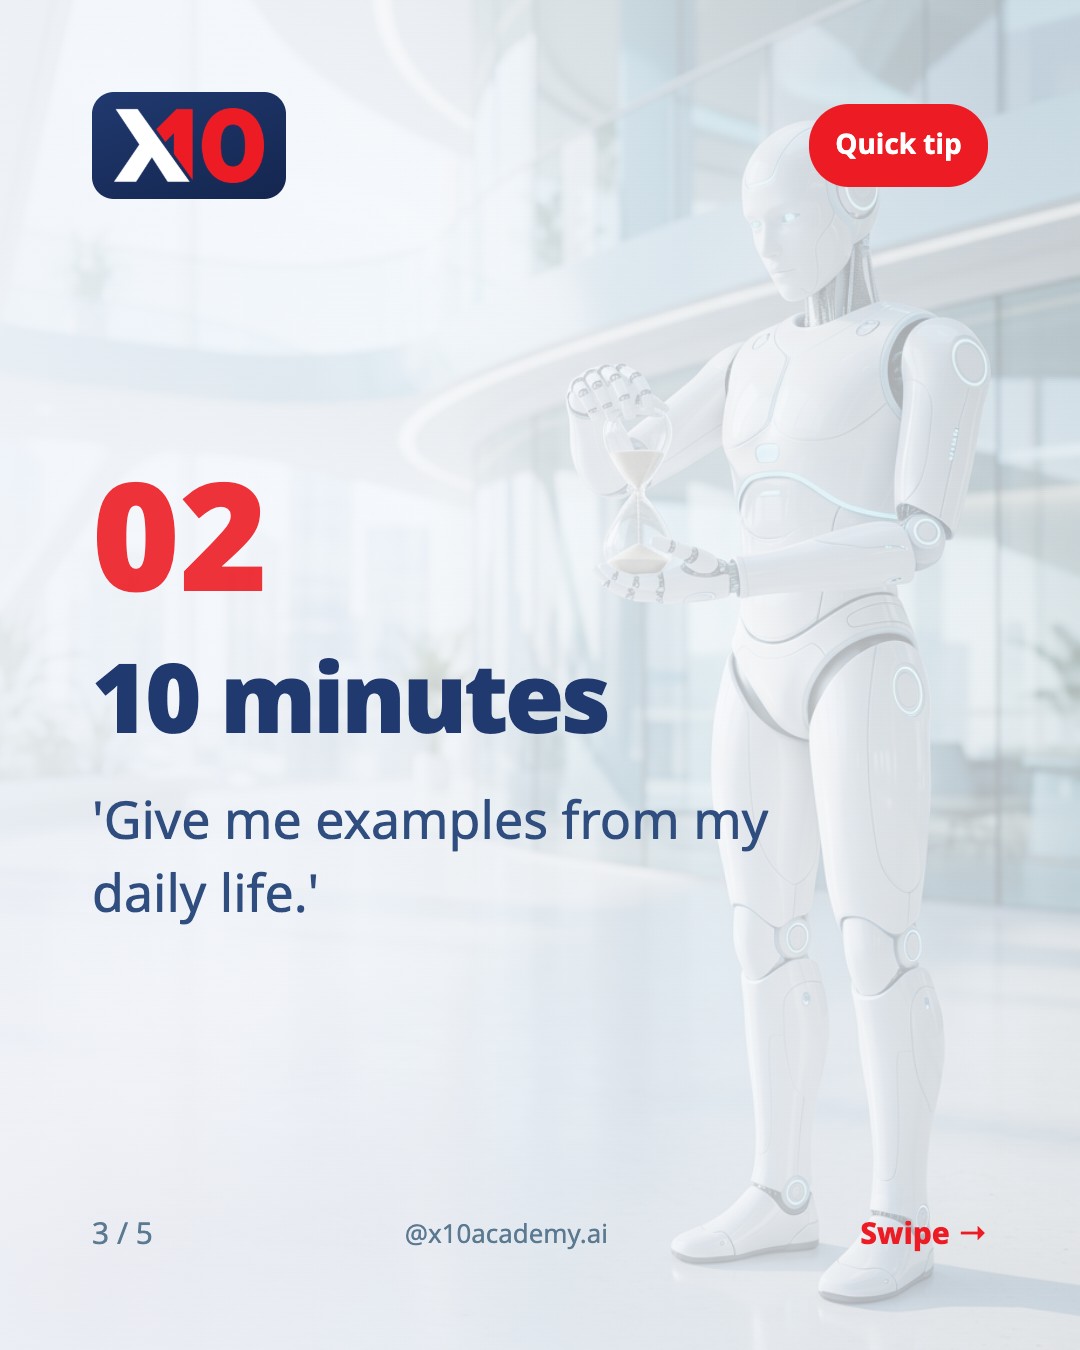 X10
Quick tip
02
10 minutes
'Give me examples from my
daily life.'
3 / 5
@x10academy.ai
Swipe →